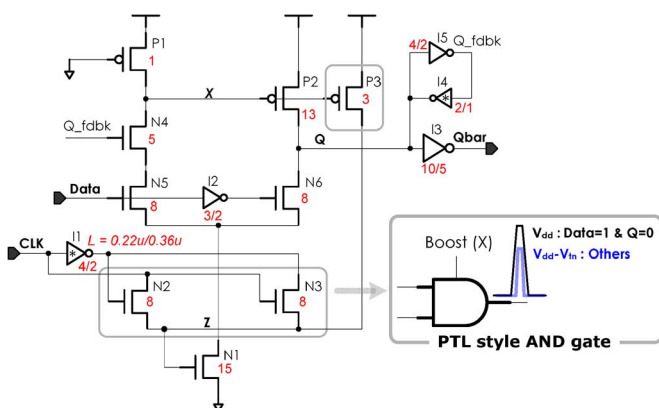 P1
1
X
P2
13
P3
3
I5
4/2
Q_fdbk
I4
*
2/1
Q_fdbk
N4
5
Q
I3
Qbar
10/5
Data
N5
8
I2
3/2
N6
8
CLK
I1
L = 0.22u/0.36u
*
4/2
N2
8
N3
8
Z
N1
15
Boost (X)
Vdd : Data=1 & Q=0
Vdd-Vtn : Others
PTL style AND gate